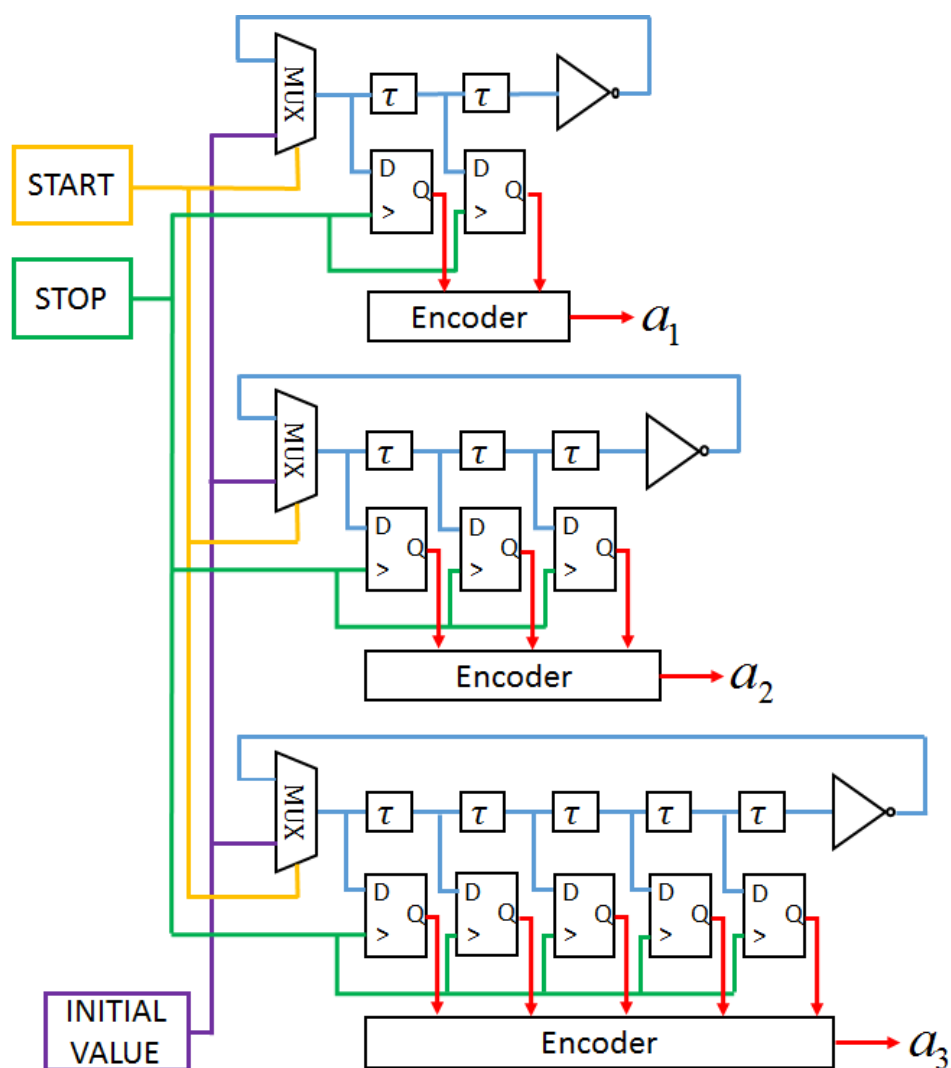 MUX
τ τ
START
D Q >
D Q >
STOP
Encoder
a1
MUX
τ τ τ
D Q >
D Q >
D Q >
Encoder
a2
MUX
τ τ τ τ τ
D Q >
D Q >
D Q >
D Q >
D Q >
INITIAL
VALUE
Encoder
a3